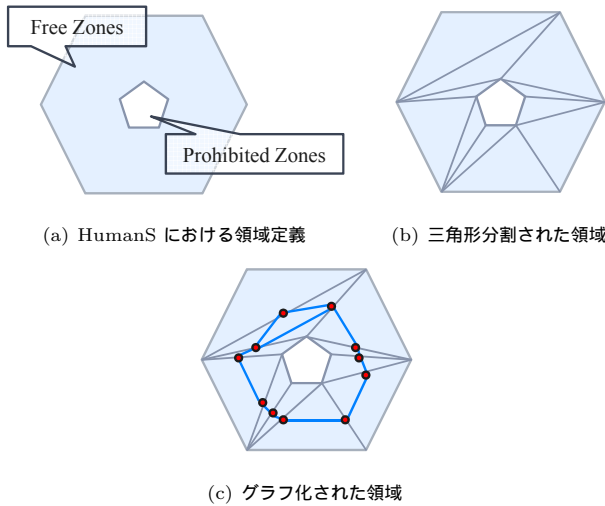 Free Zones
Prohibited Zones
(a) HumanS における領域定義
(b) 三角形分割された領域
(c) グラフ化された領域